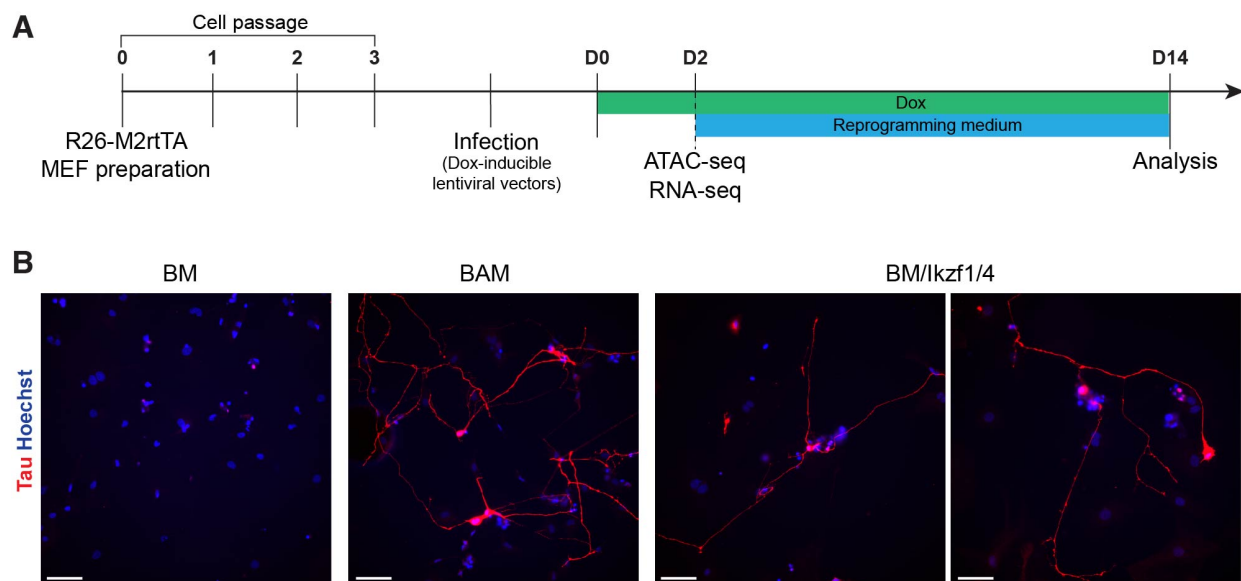 A
Cell passage
0 1 2 3 D0 D2 D14
Dox
Reprogramming medium
R26-M2rtTA
MEF preparation
Infection
(Dox-inducible
lentiviral vectors)
ATAC-seq
RNA-seq
Analysis
B
BM BAM BM/Ikzf1/4
Tau Hoechst